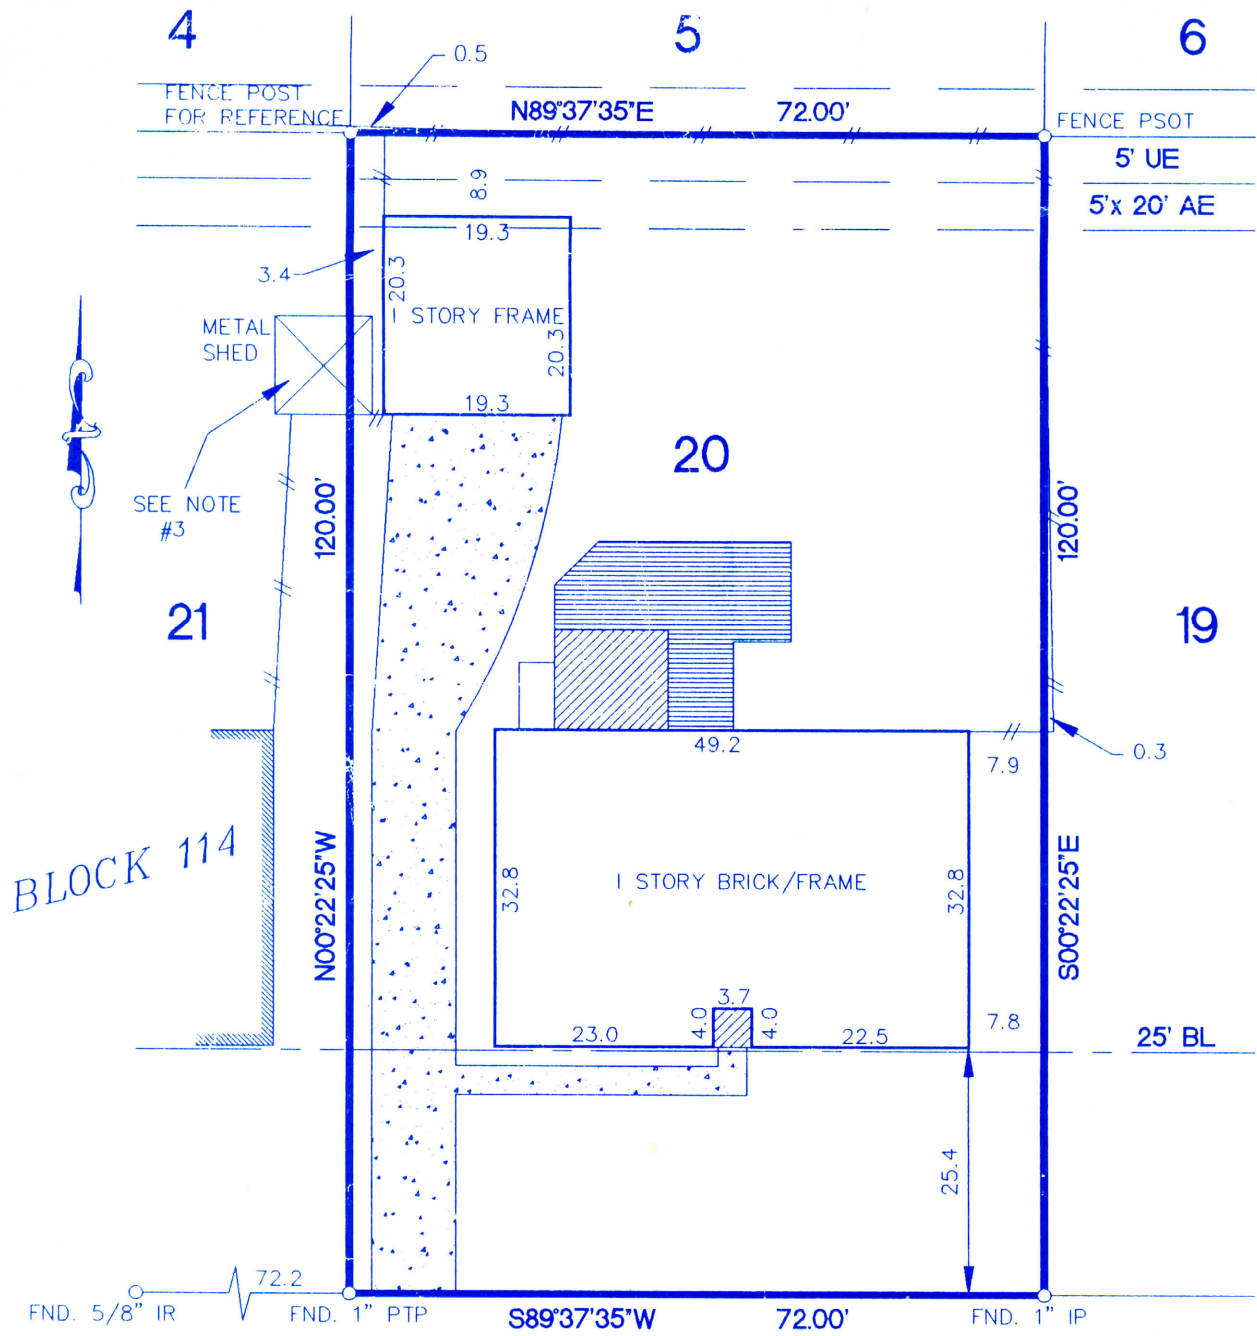 4
5
6
0.5
FENCE POST
FOR REFERENCE
N89°37'35"E 72.00'
FENCE PSOT
5' UE
8.9
5'x 20' AE
19.3
3.4
20.3
1 STORY FRAME
20.3
METAL
SHED
19.3
20
SEE NOTE
#3
120.00'
120.00'
21
19
49.2
7.9
0.3
BLOCK 114
N00°22'25"W
32.8
1 STORY BRICK/FRAME
32.8
S00°22'25"E
3.7
4.0
4.0
23.0
22.5
7.8
25' BL
25.4
72.2
FND. 5/8" IR
FND. 1" PTP
S89°37'35"W 72.00'
FND. 1" IP